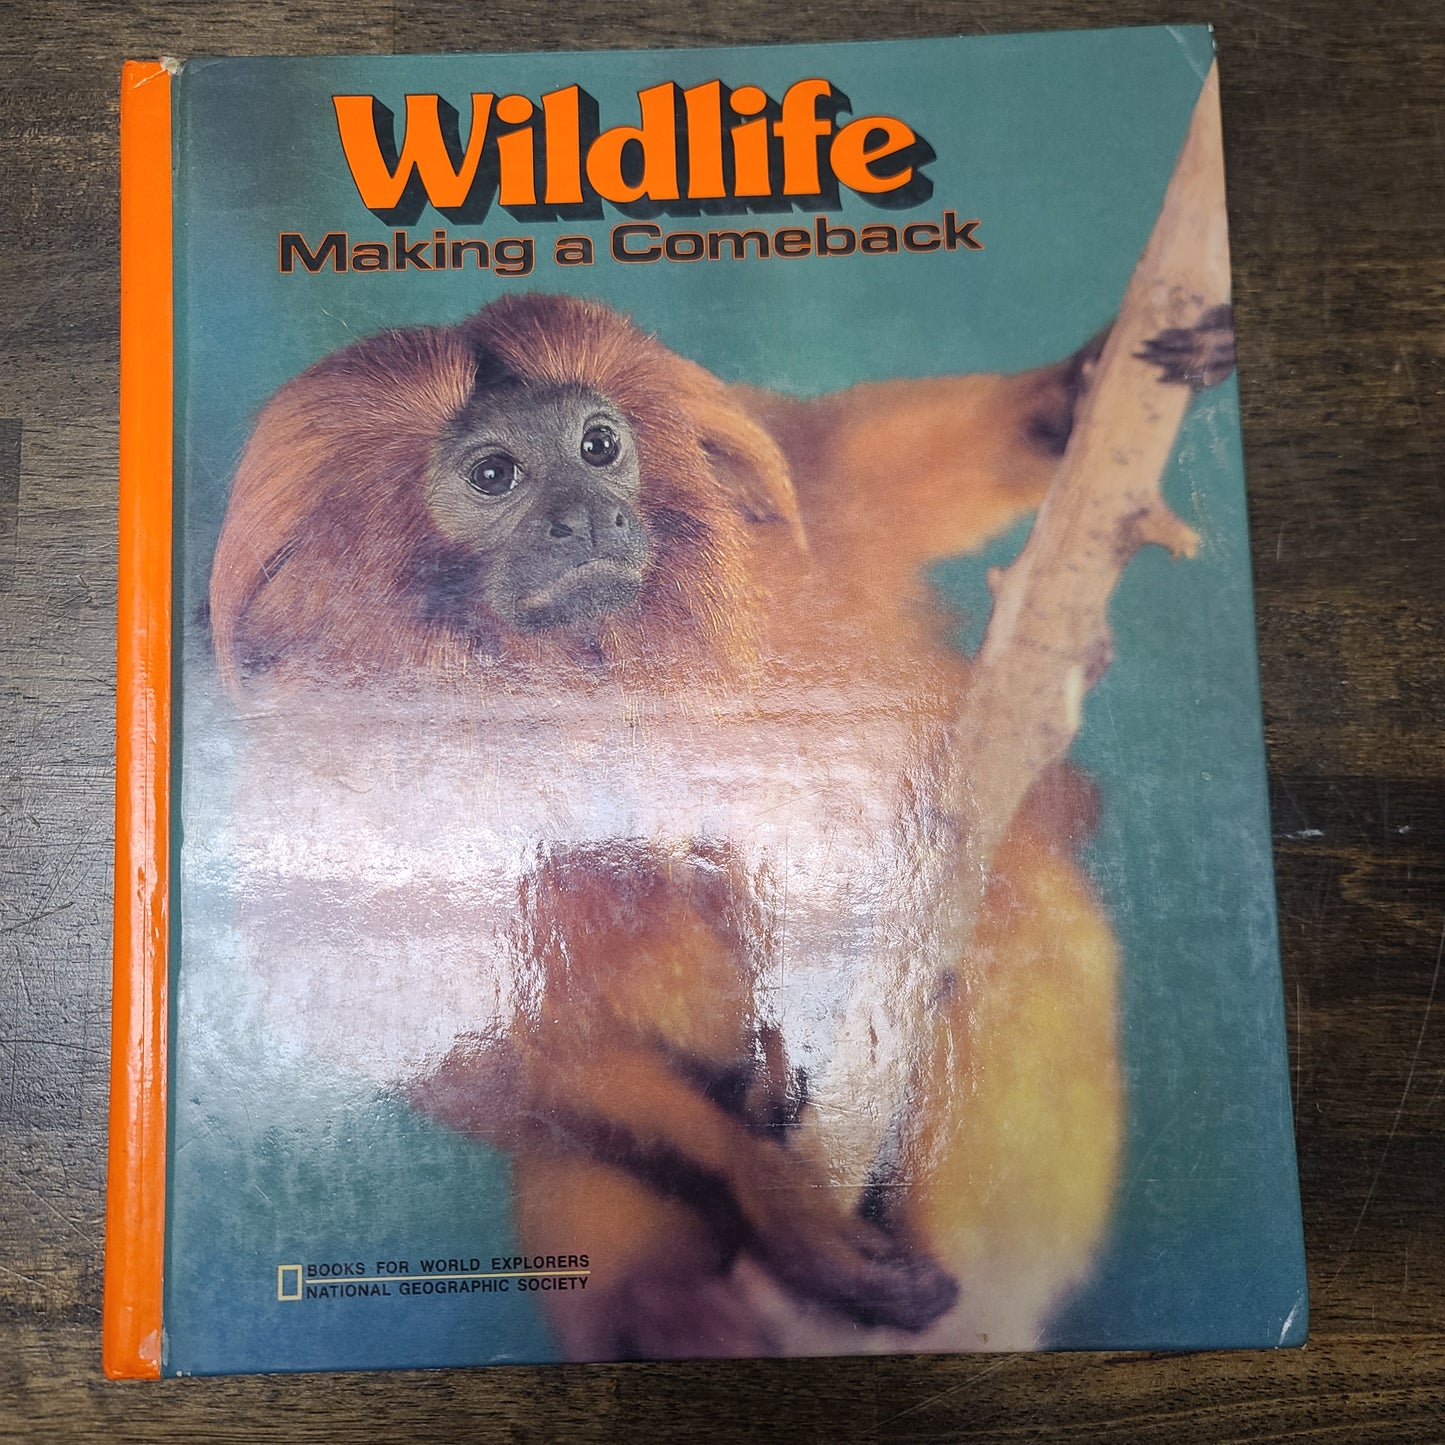 Wildlife
Making a Comeback
BOOKS FOR WORLD EXPLORERS
NATIONAL GEOGRAPHIC SOCIETY